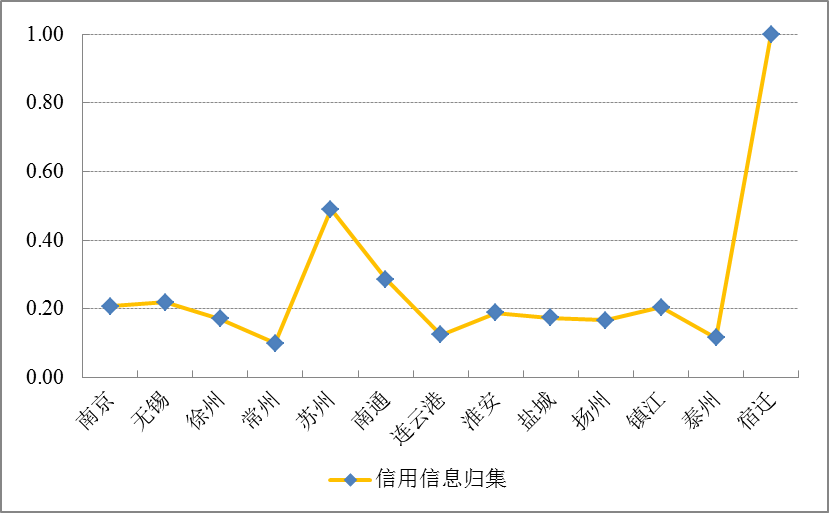 1.00
0.80
0.60
0.40
0.20
0.00
南京
无锡
徐州
常州
苏州
南通
连云港
淮安
盐城
扬州
镇江
泰州
宿迁
信用信息归集